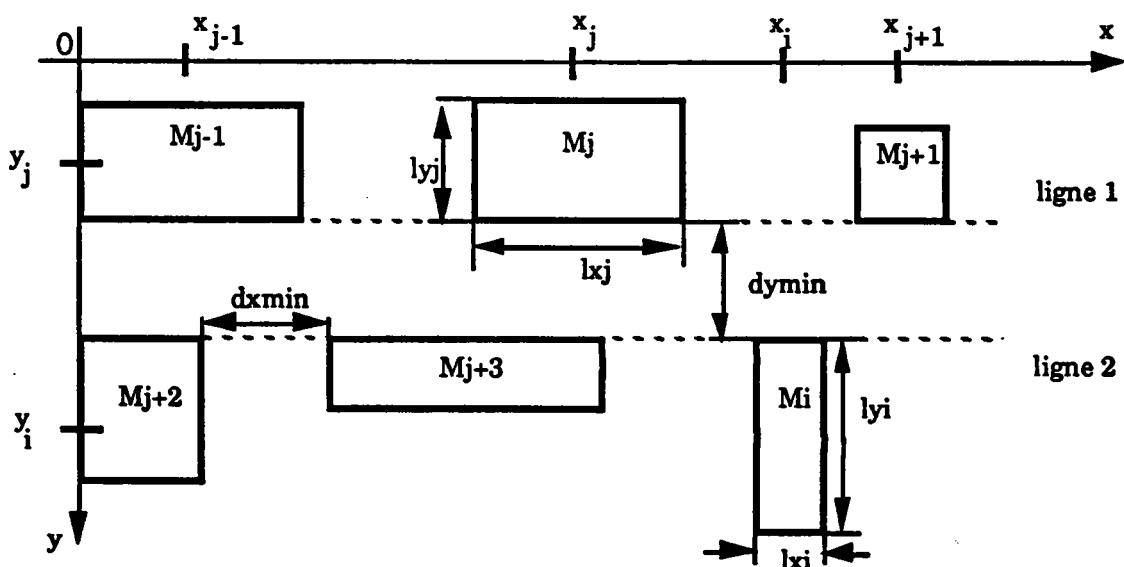 0
x j-1
x j
x i
x j+1
x
Mj-1
Mj
Mj+1
y j
lyj
ligne 1
lxj
dymin
dxmin
Mj+2
Mj+3
Mi
ligne 2
y i
lyi
y
lxi